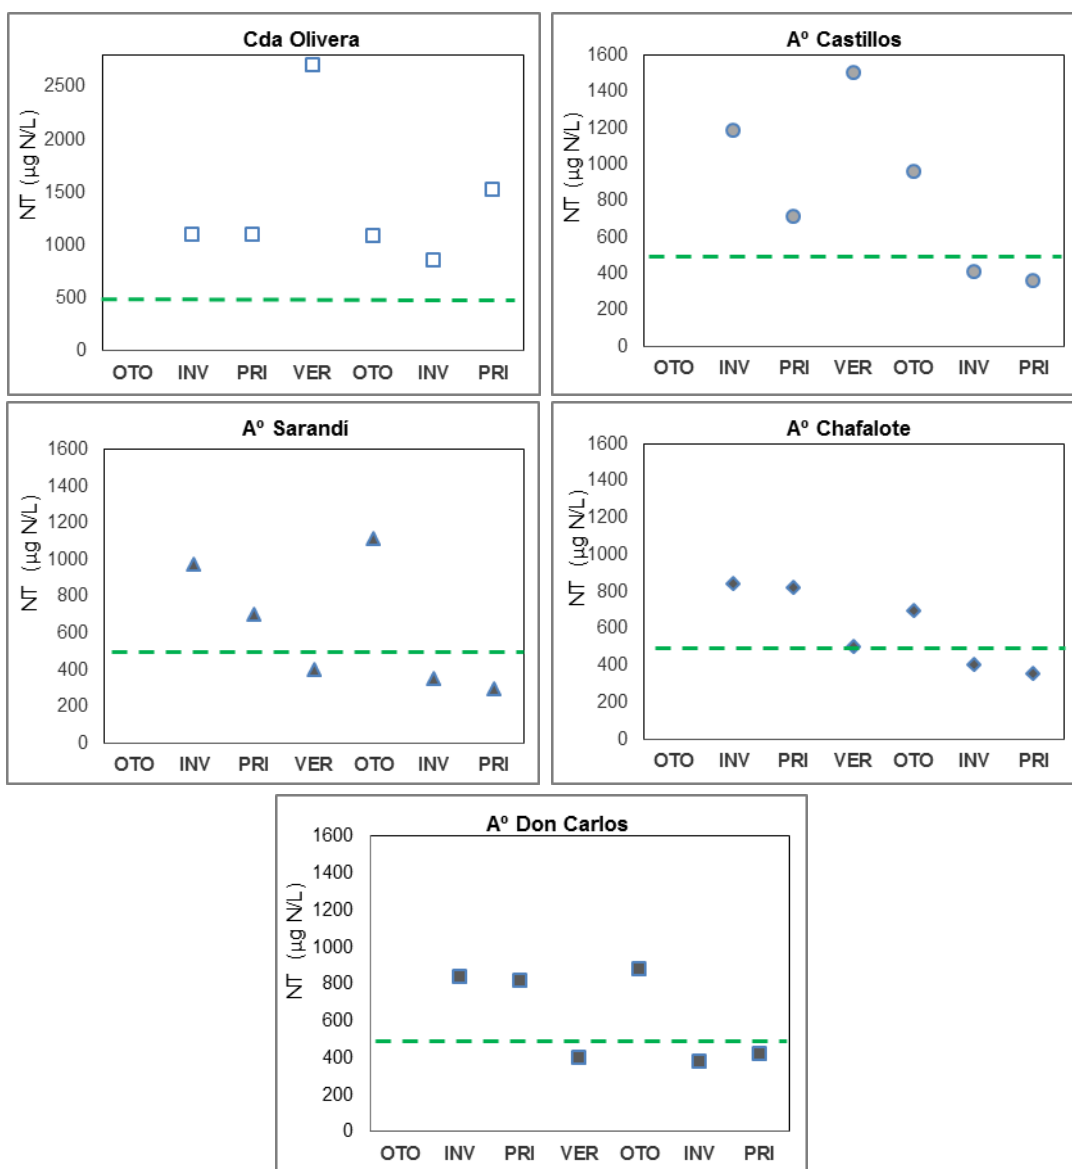 Cda Olivera
NT (µg N/L)
2500
2000
1500
1000
500
0
OTO INV PRI VER OTO INV PRI
Aº Castillos
NT (µg N/L)
1600
1400
1200
1000
800
600
400
200
0
OTO INV PRI VER OTO INV PRI
Aº Sarandí
NT (µg N/L)
1600
1400
1200
1000
800
600
400
200
0
OTO INV PRI VER OTO INV PRI
Aº Chafalote
NT (µg N/L)
1600
1400
1200
1000
800
600
400
200
0
OTO INV PRI VER OTO INV PRI
Aº Don Carlos
NT (µg N/L)
1600
1400
1200
1000
800
600
400
200
0
OTO INV PRI VER OTO INV PRI